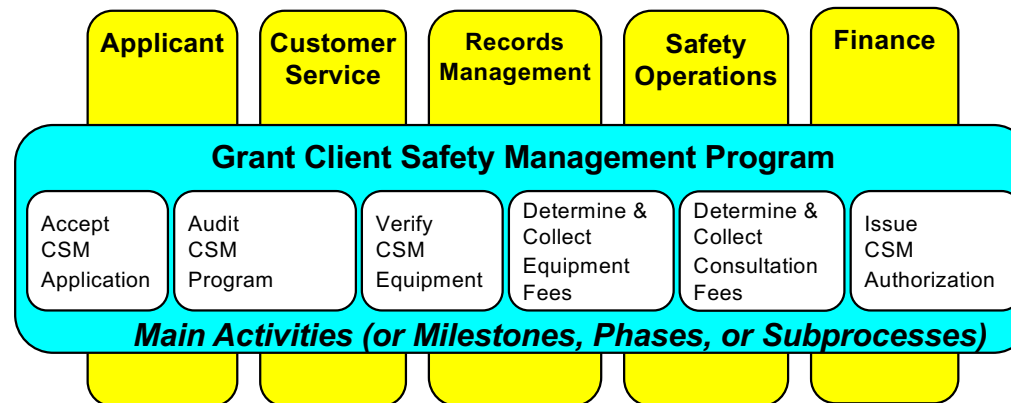 Applicant
Customer
Service
Records
Management
Safety
Operations
Finance
Grant Client Safety Management Program
Accept
CSM
Application
Audit
CSM
Program
Verify
CSM
Equipment
Determine &
Collect
Equipment
Fees
Determine &
Collect
Consultation
Fees
Issue
CSM
Authorization
Main Activities (or Milestones, Phases, or Subprocesses)